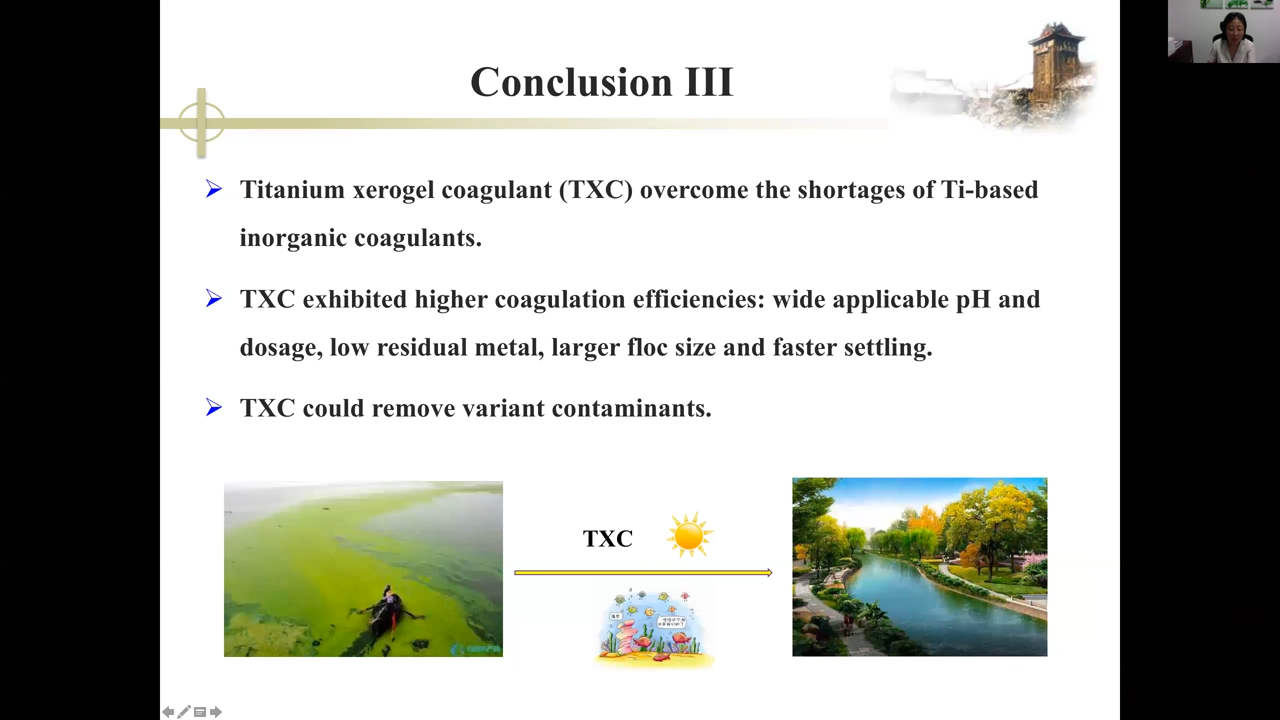 Conclusion III
Titanium xerogel coagulant (TXC) overcome the shortages of Ti-based
inorganic coagulants.
TXC exhibited higher coagulation efficiencies: wide applicable pH and
dosage, low residual metal, larger floc size and faster settling.
TXC could remove variant contaminants.
TXC